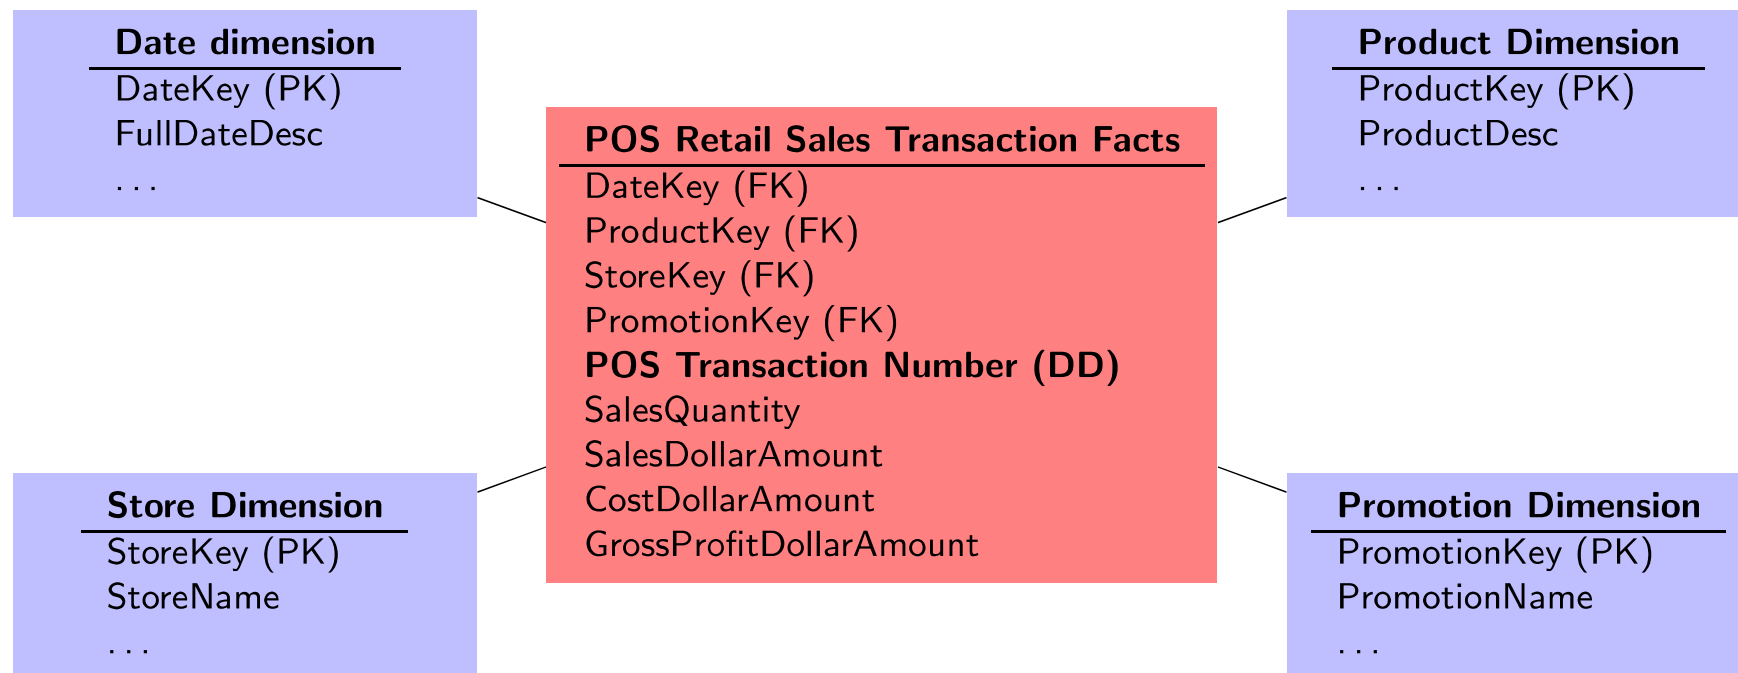 Date dimension
DateKey (PK)
FullDateDesc
...
Product Dimension
ProductKey (PK)
ProductDesc
...
POS Retail Sales Transaction Facts
DateKey (FK)
ProductKey (FK)
StoreKey (FK)
PromotionKey (FK)
POS Transaction Number (DD)
SalesQuantity
SalesDollarAmount
CostDollarAmount
GrossProfitDollarAmount
Store Dimension
StoreKey (PK)
StoreName
...
Promotion Dimension
PromotionKey (PK)
PromotionName
...